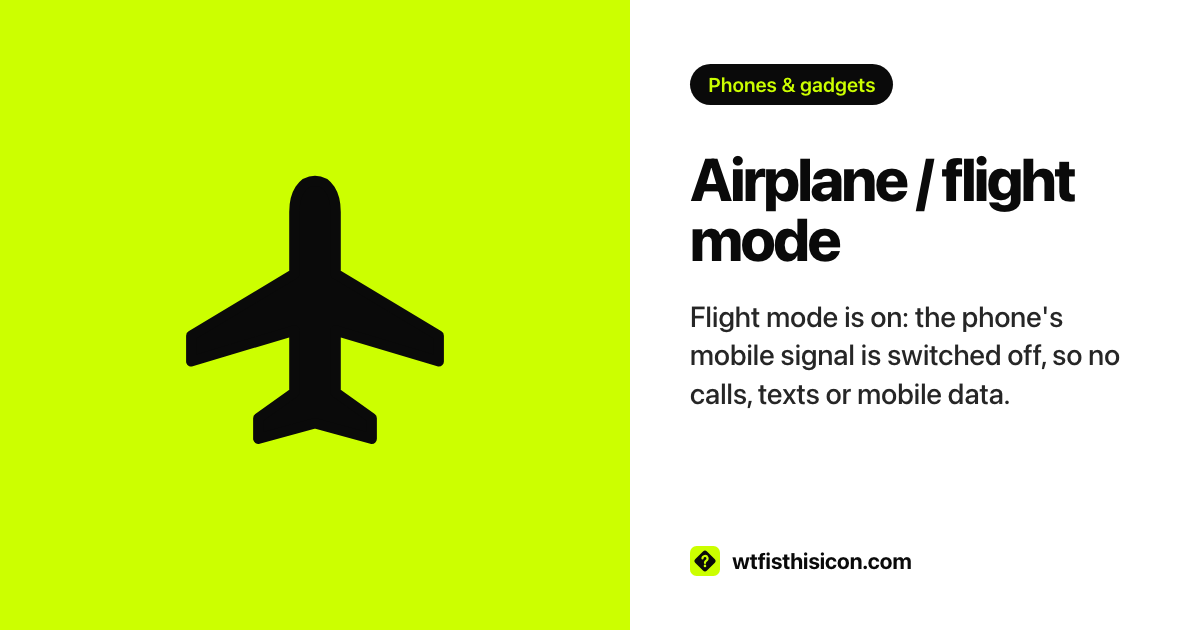 Phones & gadgets
Airplane / flight
mode
Flight mode is on: the phone's
mobile signal is switched off, so no
calls, texts or mobile data.
?
wtfisthisicon.com